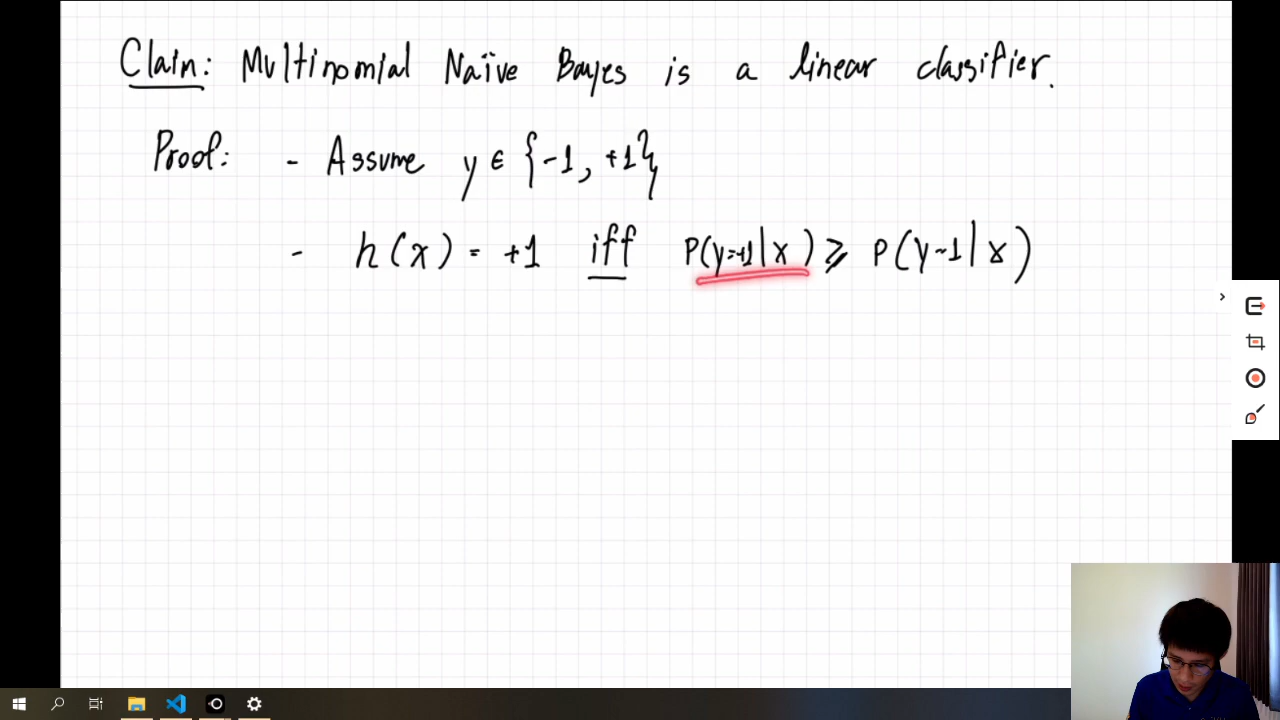 Claim: Multinomial Naïve Bayes is a linear classifier.
Proof: - Assume y ∈ {-1, +1}
- h(x) = +1 iff P(y=+1|x) ⩾ P(y-1|x)